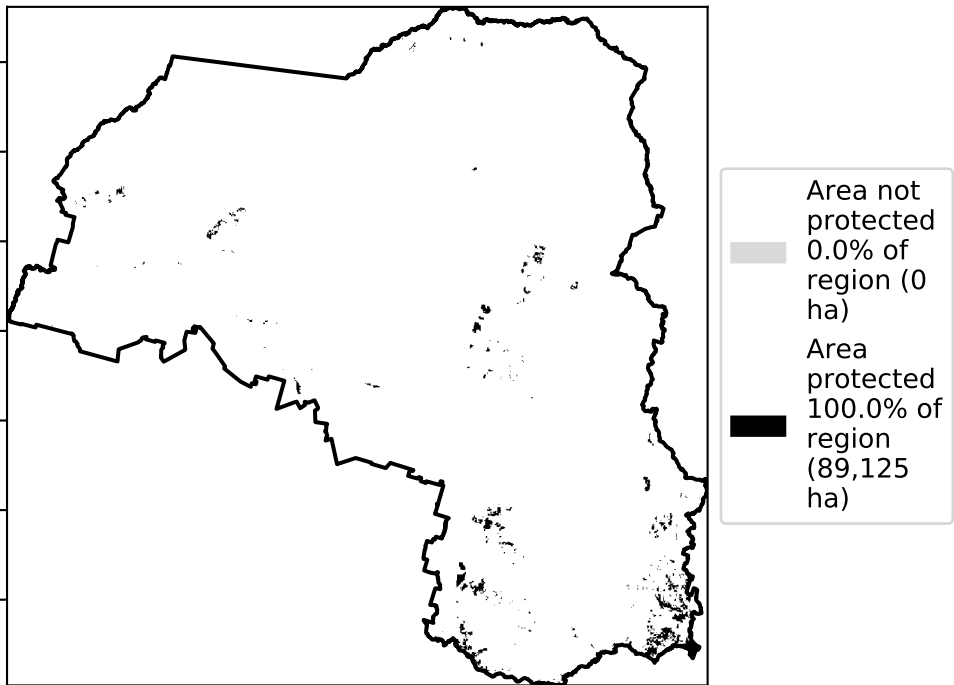 Area not
protected
0.0% of
region (0
ha)
Area
protected
100.0% of
region
(89,125
ha)